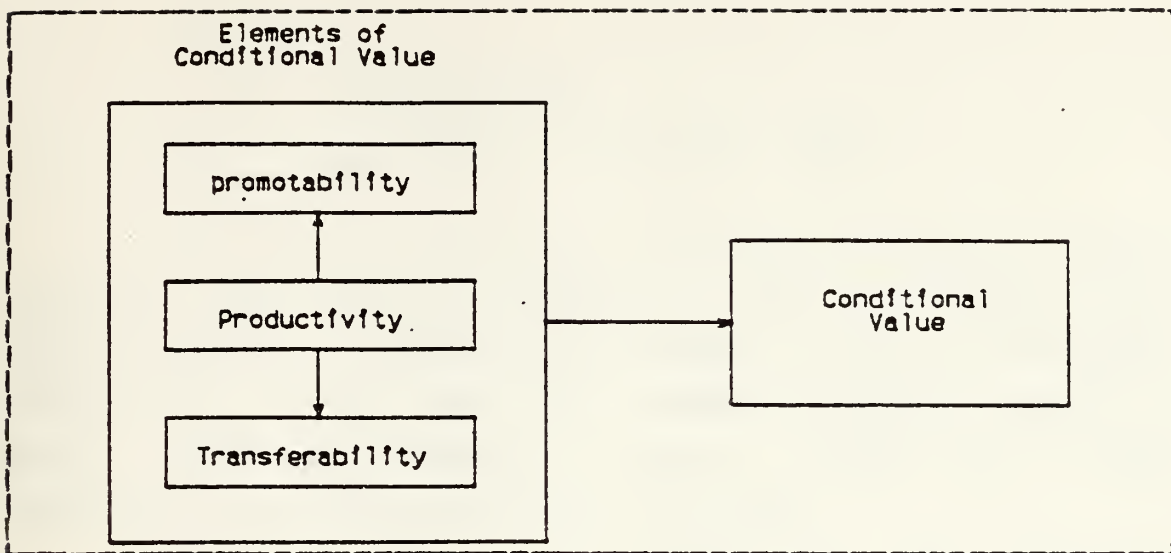 Elements of
Conditional Value
promotability
Productivity
Transferability
Conditional
Value